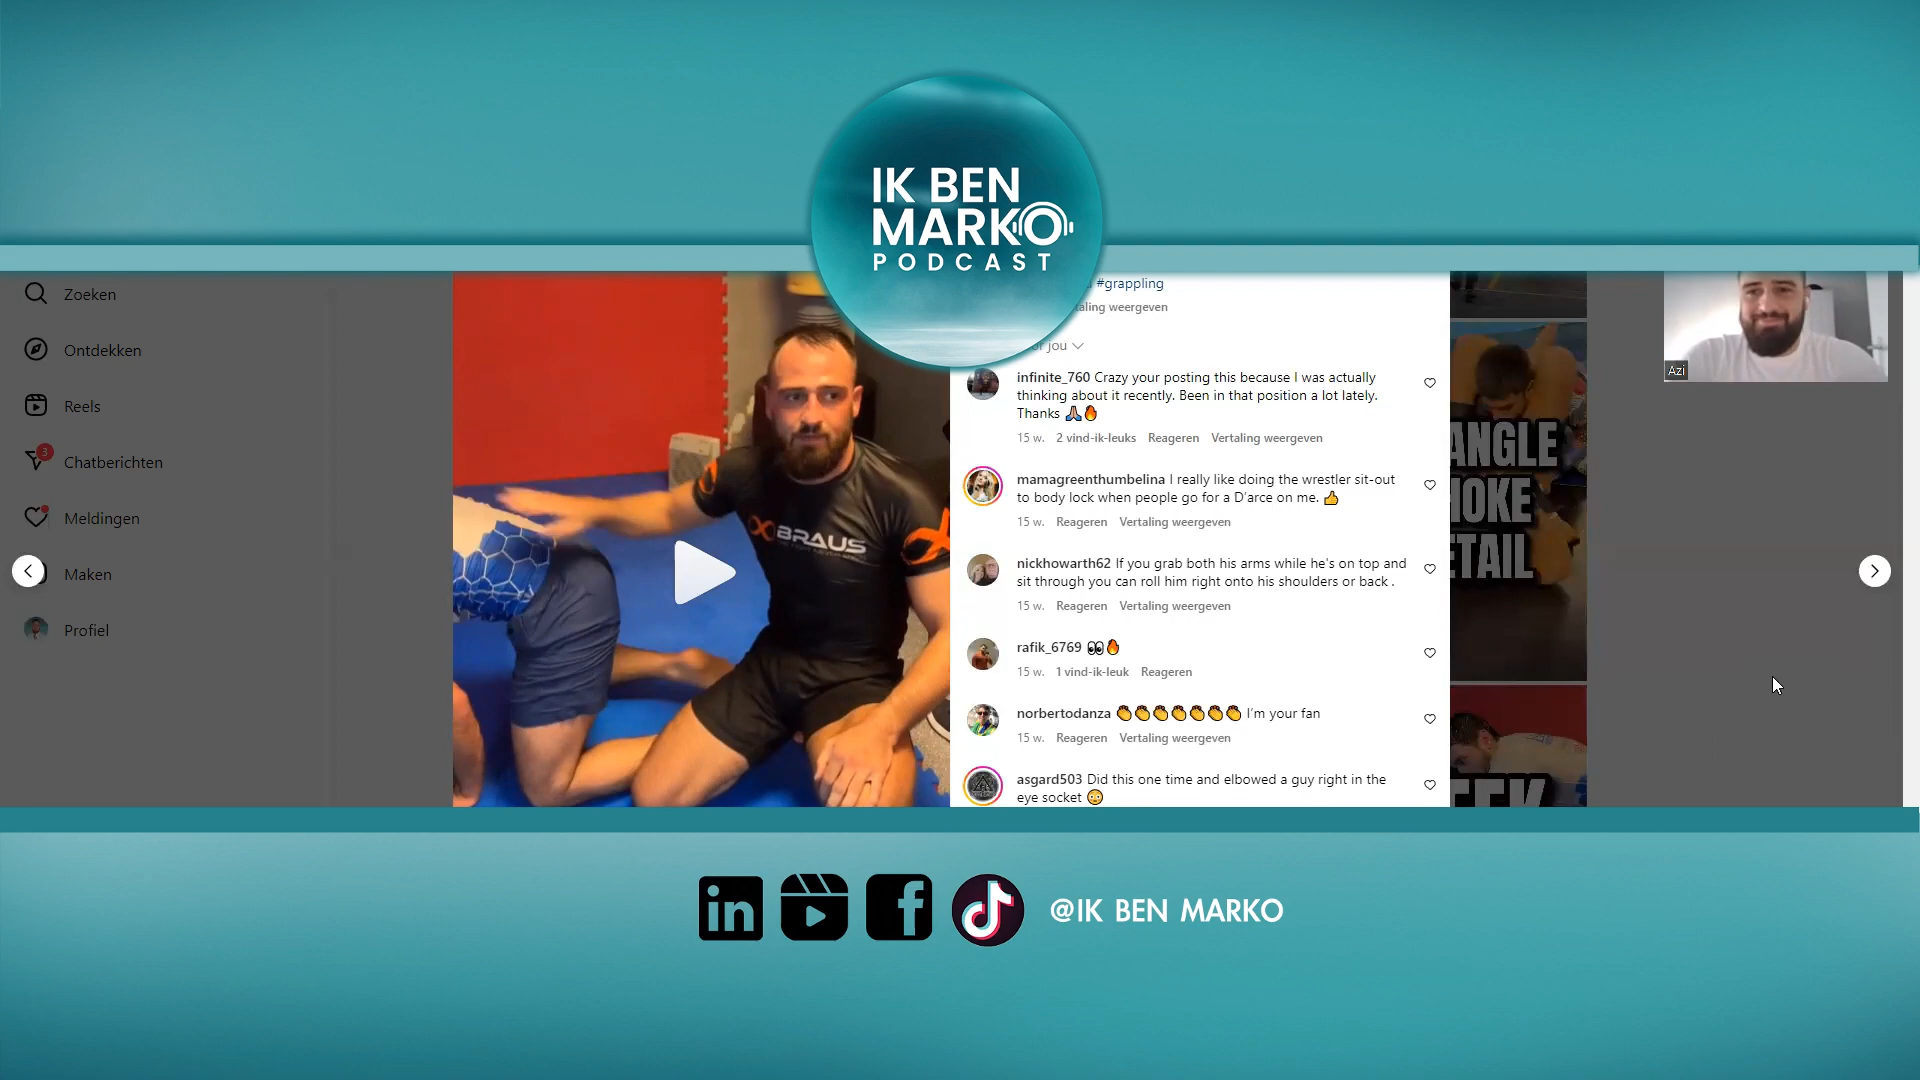 IK BEN
MARKO
PODCAST
Zoeken
Ontdekken
Reels
3
Chatberichten
Meldingen
Maken
Profiel
BRAUS
#grappling
taling weergeven
or jou
infinite_760 Crazy your posting this because I was actually
thinking about it recently. Been in that position a lot lately.
Thanks 🙏🔥
15 w. 2 vind-ik-leuks Reageren Vertaling weergeven
mamagreenthumbelina I really like doing the wrestler sit-out
to body lock when people go for a D'arce on me. 👍
15 w. Reageren Vertaling weergeven
nickhowarth62 If you grab both his arms while he's on top and
sit through you can roll him right onto his shoulders or back .
15 w. Reageren Vertaling weergeven
rafik_6769 👀🔥
15 w. 1 vind-ik-leuk Reageren
norbertodanza 👏👏👏👏👏👏👏 I'm your fan
15 w. Reageren Vertaling weergeven
asgard503 Did this one time and elbowed a guy right in the
eye socket 😳
ANGLE
HOKE
ETAIL
Azi
in
f
@IK BEN MARKO